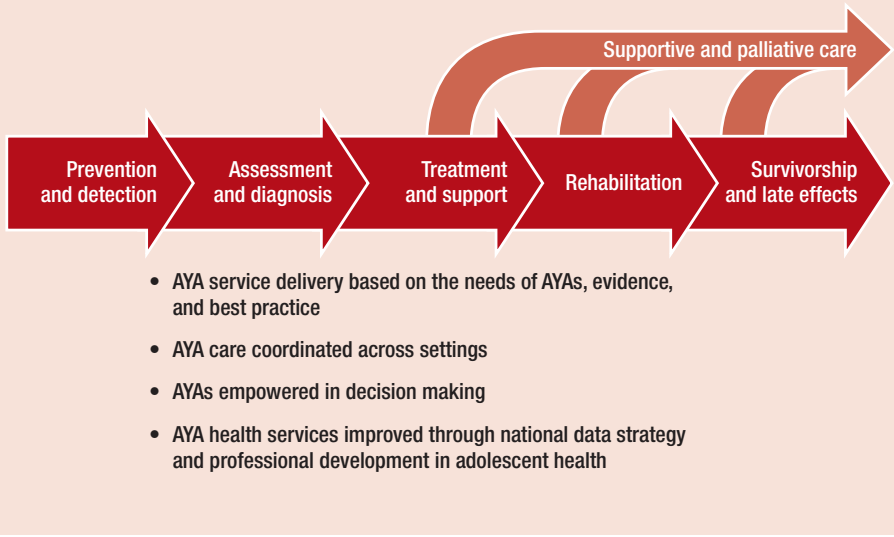 Supportive and palliative care
Prevention
and detection
Assessment
and diagnosis
Treatment
and support
Rehabilitation
Survivorship
and late effects
• AYA service delivery based on the needs of AYAs, evidence,
and best practice
• AYA care coordinated across settings
• AYAs empowered in decision making
• AYA health services improved through national data strategy
and professional development in adolescent health